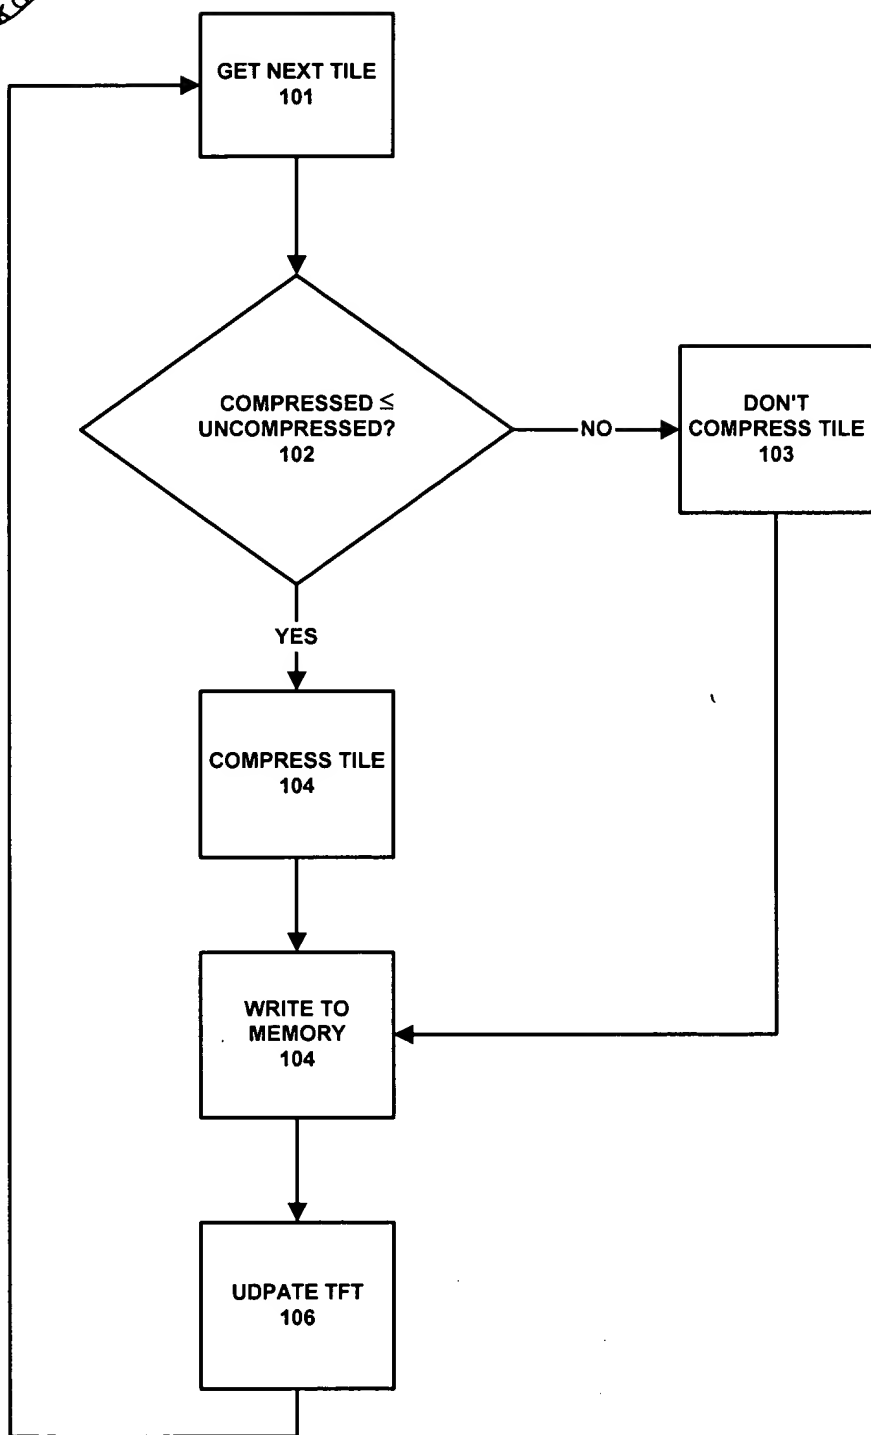 GET NEXT TILE
101
COMPRESSED ≤
UNCOMPRESSED?
102
NO
DON'T
COMPRESS TILE
103
YES
COMPRESS TILE
104
WRITE TO
MEMORY
104
UDPATE TFT
106